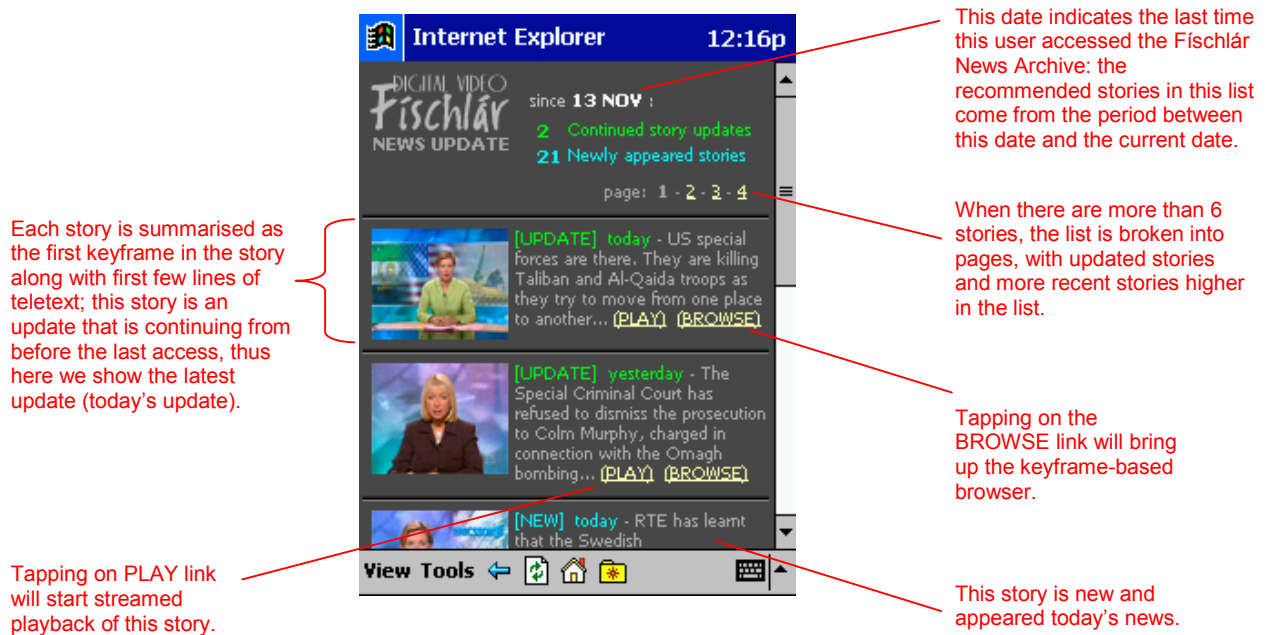 Internet Explorer 12:16p
DIGITAL VIDEO
Físchlár
NEWS UPDATE
since 13 NOV :
2 Continued story updates
21 Newly appeared stories
page: 1 - 2 - 3 - 4
[UPDATE] today - US special
forces are there. They are killing
Taliban and Al-Qaida troops as
they try to move from one place
to another... (PLAY) (BROWSE)
[UPDATE] yesterday - The
Special Criminal Court has
refused to dismiss the prosecution
to Colm Murphy, charged in
connection with the Omagh
bombing... (PLAY) (BROWSE)
[NEW] today - RTE has learnt
that the Swedish
View Tools
Each story is summarised as
the first keyframe in the story
along with first few lines of
teletext; this story is an
update that is continuing from
before the last access, thus
here we show the latest
update (today's update).
Tapping on PLAY link
will start streamed
playback of this story.
This date indicates the last time
this user accessed the Físchlár
News Archive: the
recommended stories in this list
come from the period between
this date and the current date.
When there are more than 6
stories, the list is broken into
pages, with updated stories
and more recent stories higher
in the list.
Tapping on the
BROWSE link will bring
up the keyframe-based
browser.
This story is new and
appeared today's news.